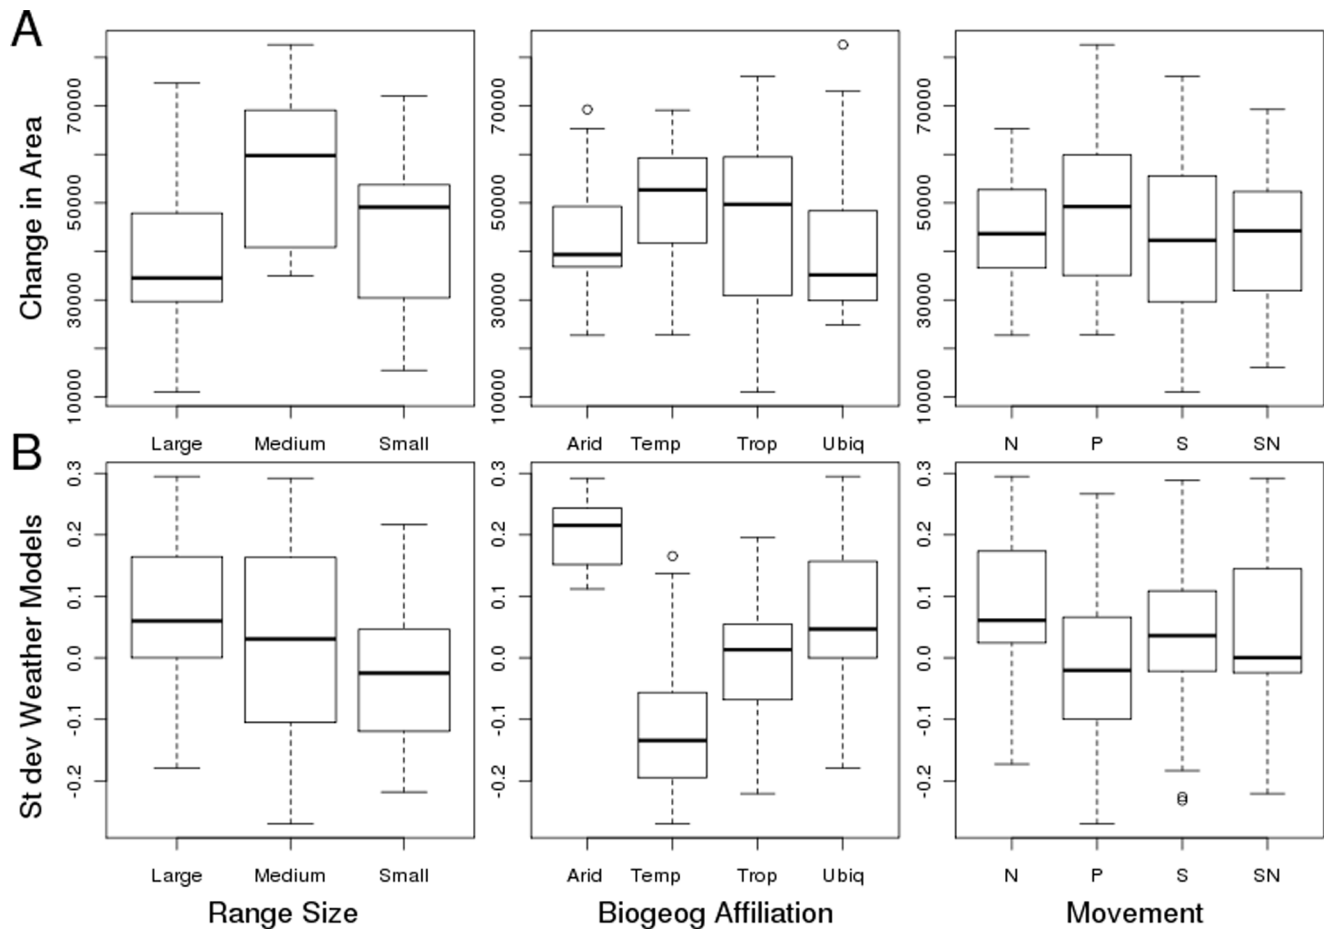 A
Change in Area
70000
50000
30000
10000
70000
50000
30000
10000
70000
50000
30000
10000
Large Medium Small
Arid Temp Trop Ubiq
N P S SN
B
St dev Weather Models
0.3
0.2
0.1
0.0
-0.1
-0.2
0.3
0.2
0.1
0.0
-0.1
-0.2
0.3
0.2
0.1
0.0
-0.1
-0.2
Large Medium Small
Arid Temp Trop Ubiq
N P S SN
Range Size
Biogeog Affiliation
Movement